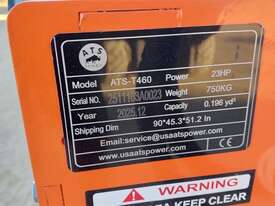 ATS
Model ATS-T460 Power 23HP
Serial NO. 2511103A0023 Weight 750KG
Year 2025.12 Capacity 0.196 yd³
Shipping Dim 90*45.3*51.2 In
Email:service@usaatspower.com
www.usaatspower.com
WARNING
KEEP CLEAR